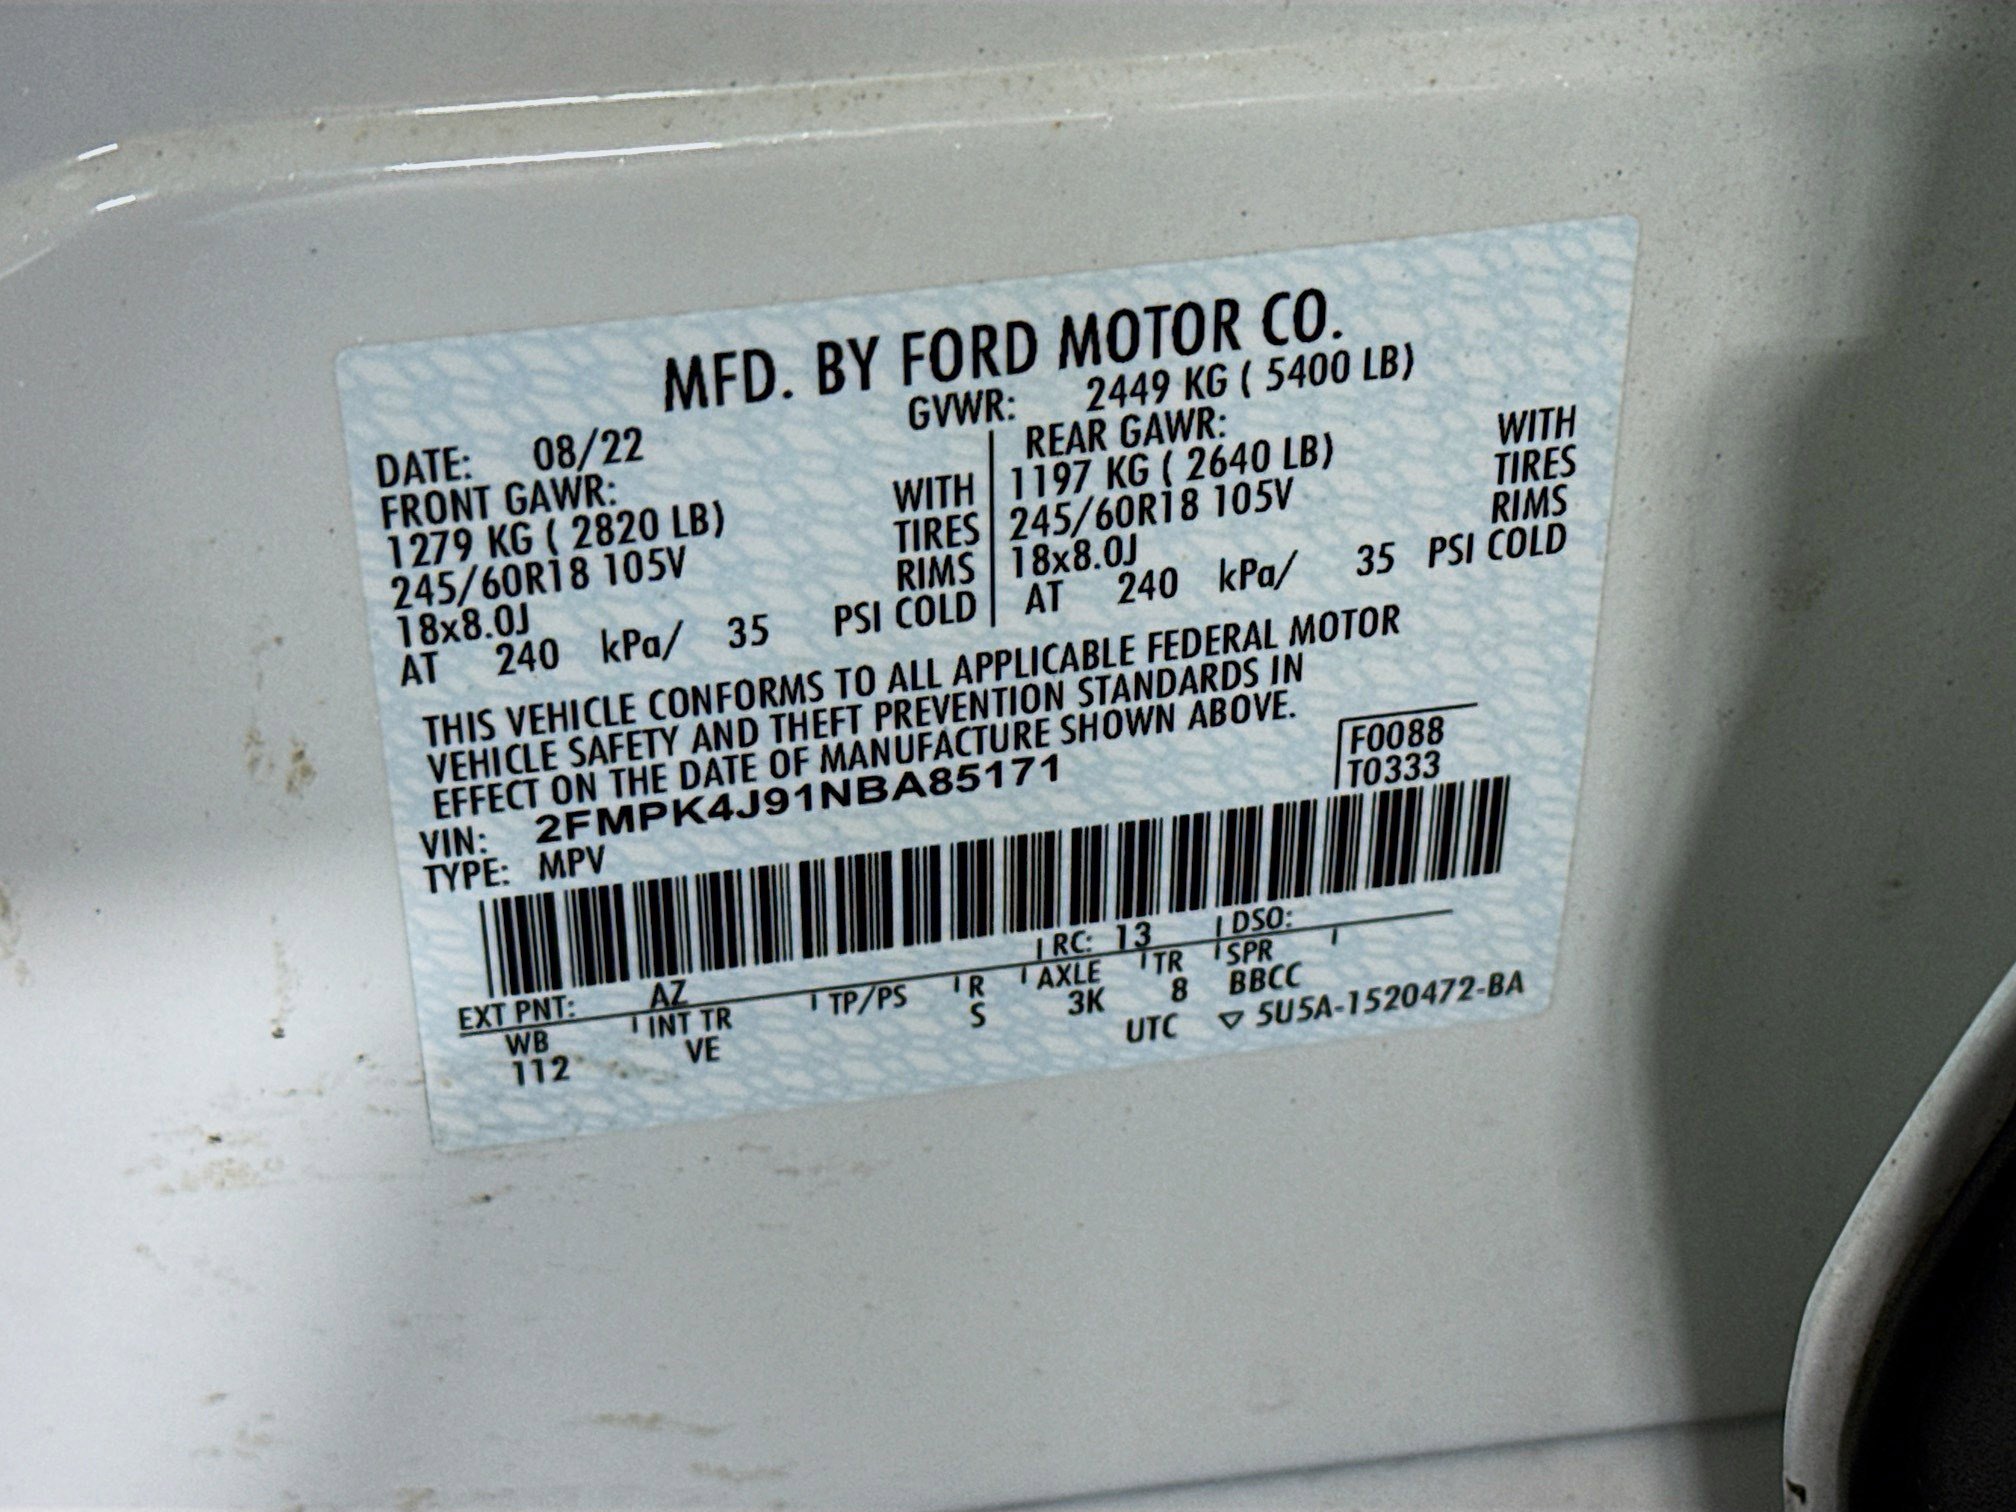 MFD. BY FORD MOTOR CO.
DATE: 08/22 GVWR: 2449 KG ( 5400 LB)
FRONT GAWR: REAR GAWR:
1279 KG ( 2820 LB) WITH 1197 KG ( 2640 LB) WITH
245/60R18 105V TIRES 245/60R18 105V TIRES
18x8.0J RIMS 18x8.0J RIMS
AT 240 kPa/ 35 PSI COLD AT 240 kPa/ 35 PSI COLD
THIS VEHICLE CONFORMS TO ALL APPLICABLE FEDERAL MOTOR
VEHICLE SAFETY AND THEFT PREVENTION STANDARDS IN
EFFECT ON THE DATE OF MANUFACTURE SHOWN ABOVE.
VIN: 2FMPK4J91NBA85171 F0088
TYPE: MPV T0333
EXT PNT: AZ RC: 13 DSO:
WB INT TR TP/PS R AXLE TR SPR
112 VE S 3K 8 BBCC
UTC ▽ 5U5A-1520472-BA